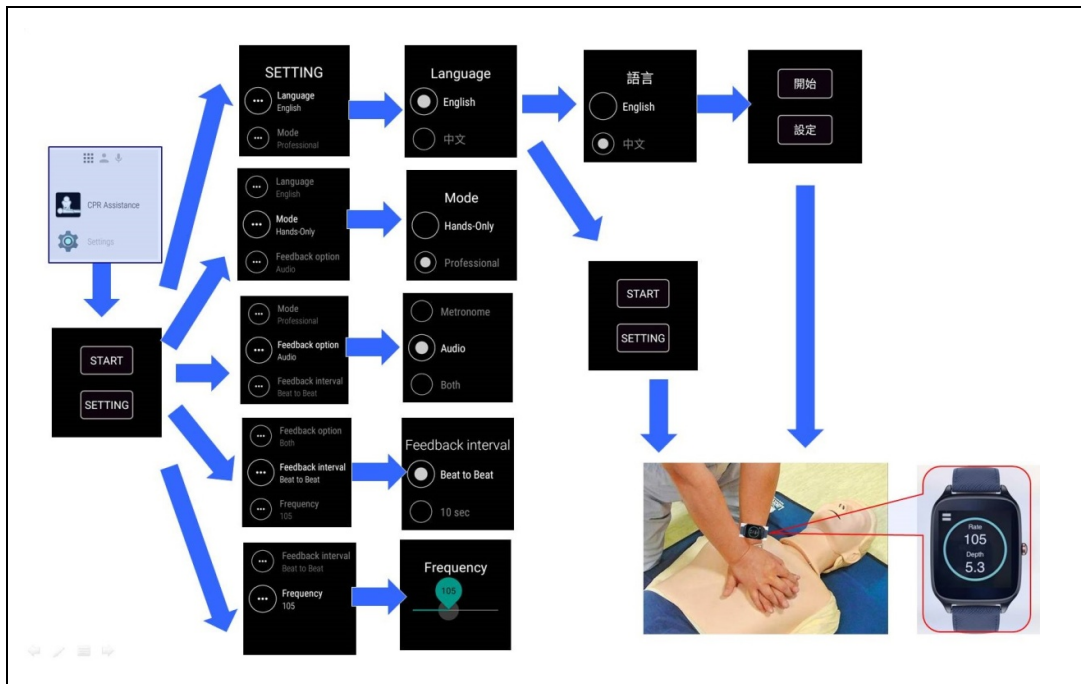 CPR Assistance
Settings
START
SETTING
SETTING
Language
English
Mode
Professional
Language
English
中文
語言
English
中文
開始
設定
Language
English
Mode
Hands-Only
Feedback option
Audio
Mode
Hands-Only
Professional
START
SETTING
Mode
Professional
Feedback option
Audio
Feedback interval
Beat to Beat
Metronome
Audio
Both
Feedback option
Both
Feedback interval
Beat to Beat
Frequency
105
Feedback interval
Beat to Beat
10 sec
Feedback interval
Beat to Beat
Frequency
105
Frequency
105
Rate
105
Depth
5.3